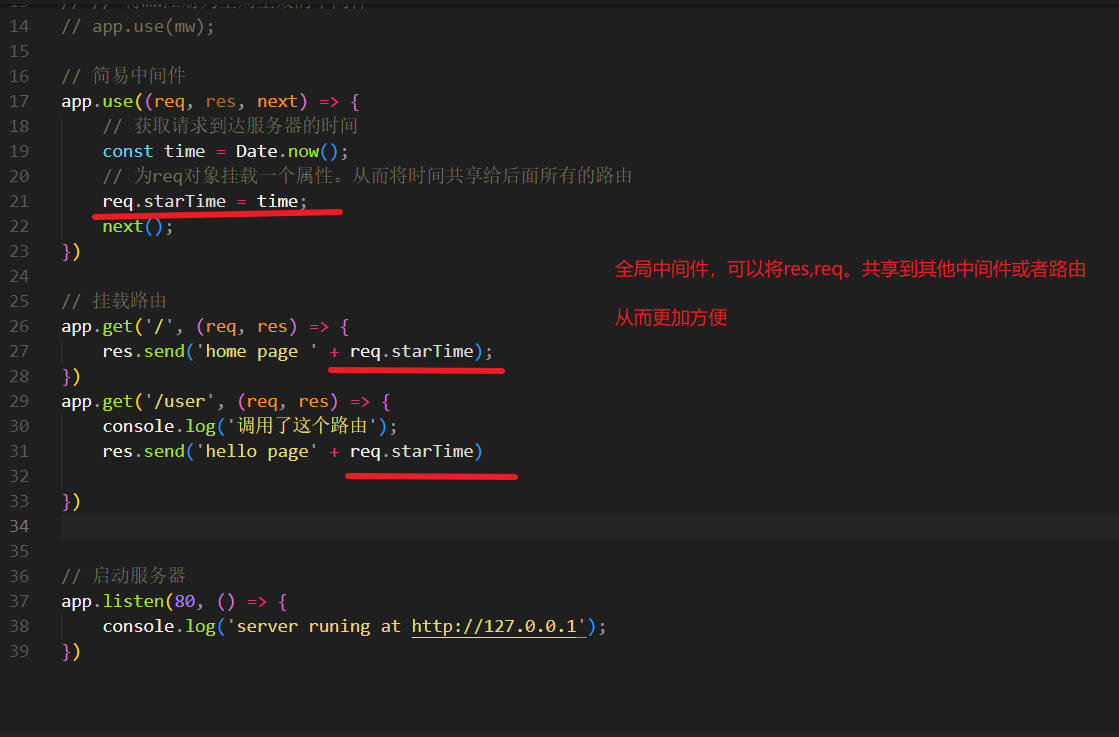 14 // app.use(mw);
15
16 // 简易中间件
17 app.use((req, res, next) => {
18 // 获取请求到达服务器的时间
19 const time = Date.now();
20 // 为req对象挂载一个属性。从而将时间共享给后面所有的路由
21 req.starTime = time;
22 next();
23 })
24
25 // 挂载路由
26 app.get('/', (req, res) => {
27 res.send('home page ' + req.starTime);
28 })
29 app.get('/user', (req, res) => {
30 console.log('调用了这个路由');
31 res.send('hello page' + req.starTime)
32
33 })
34
35
36 // 启动服务器
37 app.listen(80, () => {
38 console.log('server runing at http://127.0.0.1');
39 })
全局中间件，可以将res,req。共享到其他中间件或者路由
从而更加方便